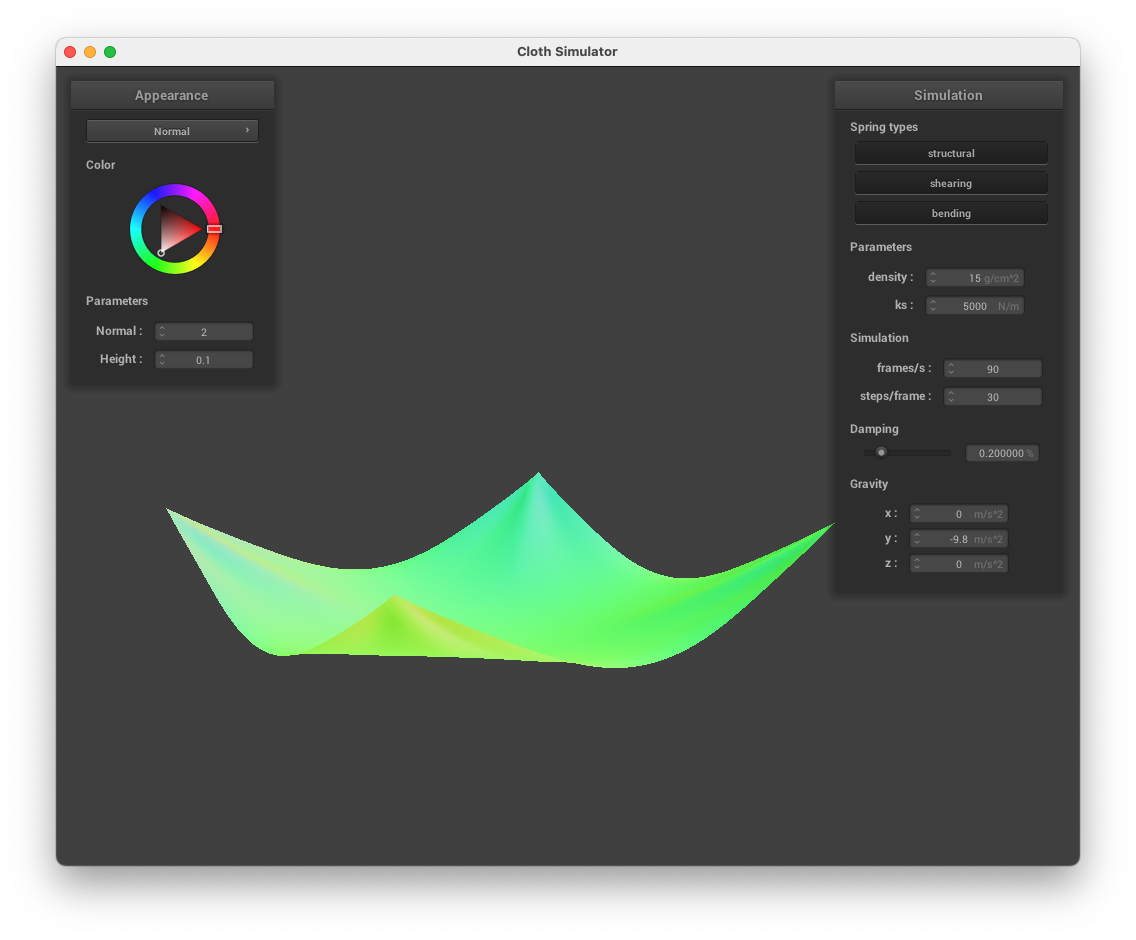 Cloth Simulator
Appearance
Normal
Color
Parameters
Normal : 2
Height : 0.1
Simulation
Spring types
structural
shearing
bending
Parameters
density : 15 g/cm^2
ks : 5000 N/m
Simulation
frames/s : 90
steps/frame : 30
Damping
0.200000 %
Gravity
x : 0 m/s^2
y : -9.8 m/s^2
z : 0 m/s^2